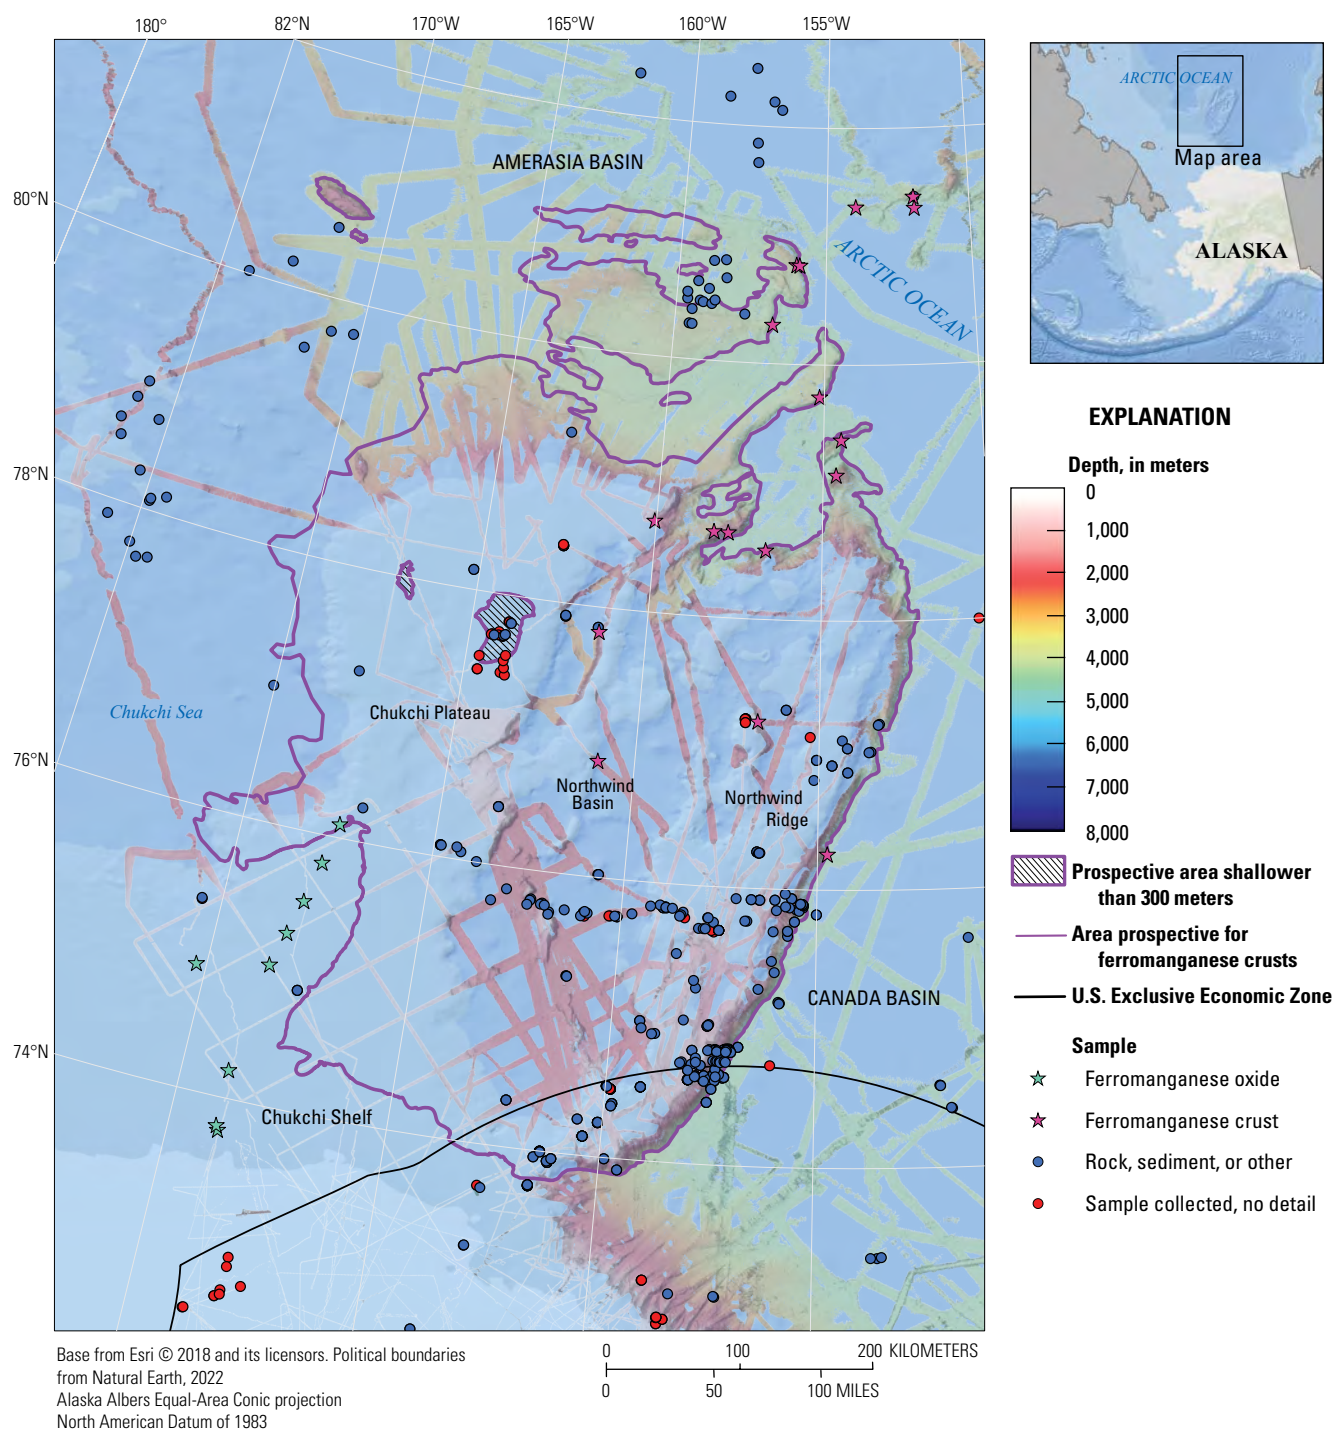 180°
82°N
170°W
165°W
160°W
155°W
80°N
78°N
76°N
74°N
AMERASIA BASIN
ARCTIC OCEAN
Chukchi Sea
Chukchi Plateau
Northwind
Basin
Northwind
Ridge
CANADA BASIN
Chukchi Shelf
ARCTIC OCEAN
Map area
ALASKA
EXPLANATION
Depth, in meters
0
1,000
2,000
3,000
4,000
5,000
6,000
7,000
8,000
Prospective area shallower
than 300 meters
Area prospective for
ferromanganese crusts
U.S. Exclusive Economic Zone
Sample
Ferromanganese oxide
Ferromanganese crust
Rock, sediment, or other
Sample collected, no detail
Base from Esri © 2018 and its licensors. Political boundaries
from Natural Earth, 2022
Alaska Albers Equal-Area Conic projection
North American Datum of 1983
0 100 200 KILOMETERS
0 50 100 MILES